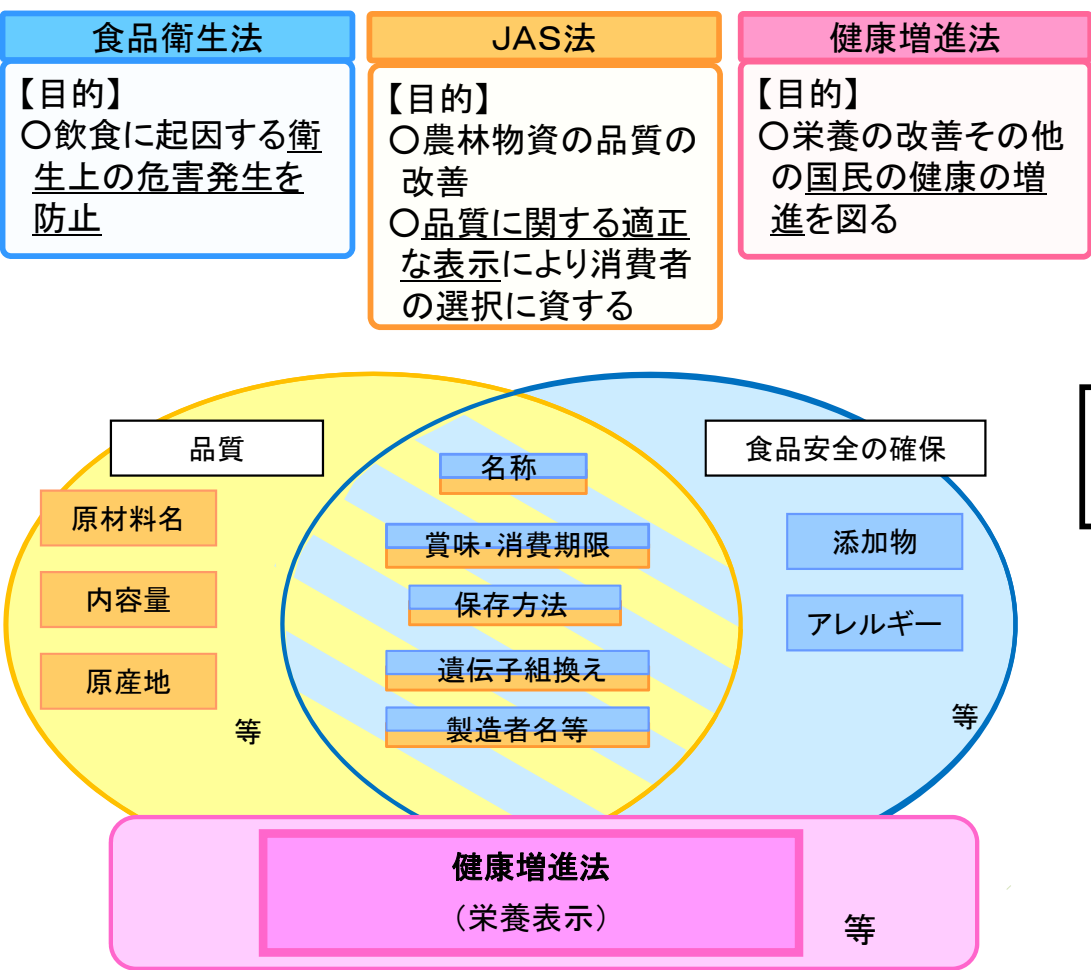 食品衛生法
【目的】
○飲食に起因する衛
生上の危害発生を
防止
JAS法
【目的】
○農林物資の品質の
改善
○品質に関する適正
な表示により消費者
の選択に資する
健康増進法
【目的】
○栄養の改善その他
の国民の健康の増
進を図る
品質
原材料名
内容量
原産地
等
名称
賞味・消費期限
保存方法
遺伝子組換え
製造者名等
食品安全の確保
添加物
アレルギー
等
健康増進法
（栄養表示）
等